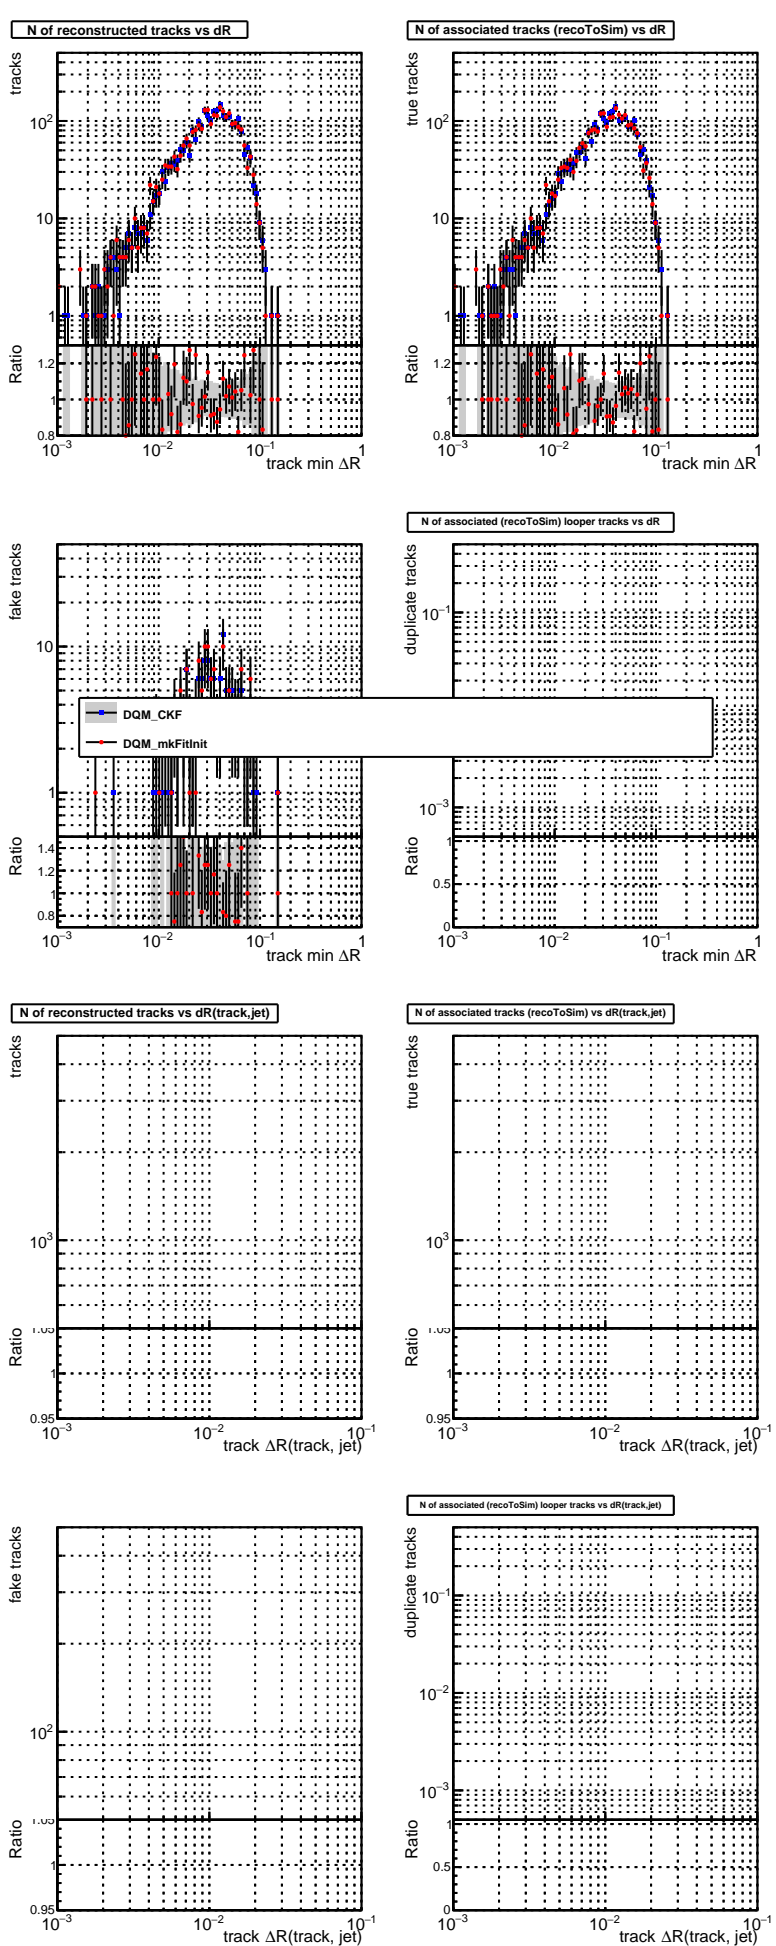 N of reconstructed tracks vs dR
tracks
10²
10
1
Ratio
1.2
1
0.8
10⁻³ 10⁻² 10⁻¹ 1
track min ΔR
N of associated tracks (recoToSim) vs dR
true tracks
10²
10
1
Ratio
1.2
1
0.8
10⁻³ 10⁻² 10⁻¹ 1
track min ΔR
fake tracks
10
1
Ratio
1.4
1.2
1
0.8
10⁻³ 10⁻² 10⁻¹ 1
track min ΔR
N of associated (recoToSim) looper tracks vs dR
duplicate tracks
10⁻¹
10⁻³
Ratio
1
0.5
0
10⁻³ 10⁻² 10⁻¹ 1
track min ΔR
DQM_CKF
DQM_mkFitInit
N of reconstructed tracks vs dR(track,jet)
tracks
10³
Ratio
1.05
1
0.95
10⁻³ 10⁻² 10⁻¹
track ΔR(track, jet)
N of associated tracks (recoToSim) vs dR(track,jet)
true tracks
10³
Ratio
1.05
1
0.95
10⁻³ 10⁻² 10⁻¹
track ΔR(track, jet)
fake tracks
10²
Ratio
1.05
1
0.95
10⁻³ 10⁻² 10⁻¹
track ΔR(track, jet)
N of associated (recoToSim) looper tracks vs dR(track,jet)
duplicate tracks
10⁻¹
10⁻²
10⁻³
Ratio
1
0.5
0
10⁻³ 10⁻² 10⁻¹
track ΔR(track, jet)